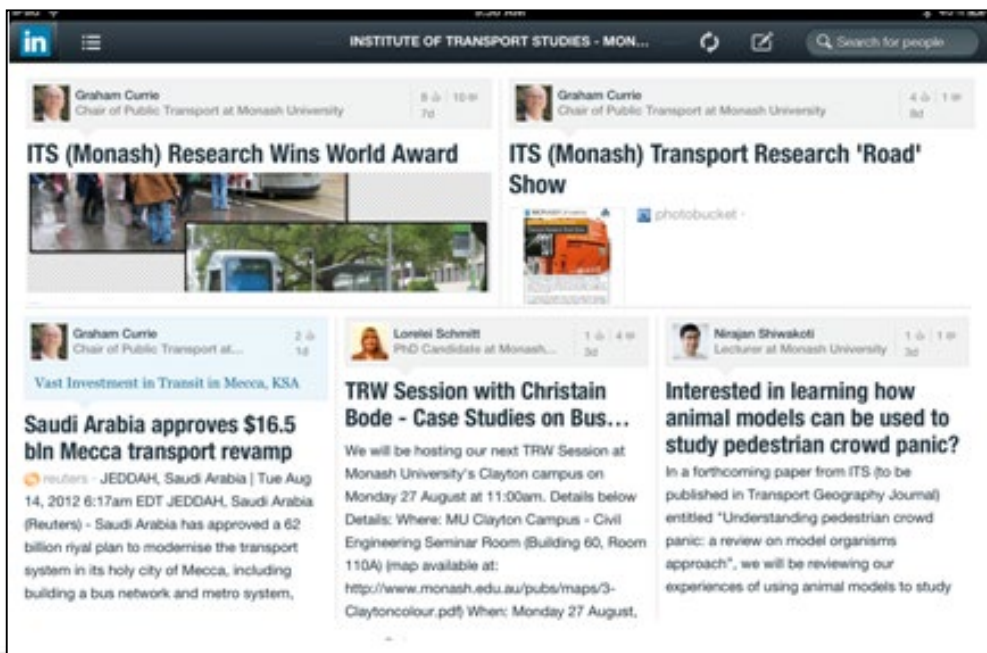 in
INSTITUTE OF TRANSPORT STUDIES - MON...
Search for people
Graham Currie
Chair of Public Transport at Monash University
7d
ITS (Monash) Research Wins World Award
Graham Currie
Chair of Public Transport at Monash University
4 1
8d
ITS (Monash) Transport Research 'Road'
Show
photobucket -
Graham Currie
Chair of Public Transport at...
2
1d
Vast Investment in Transit in Mecca, KSA
Saudi Arabia approves $16.5
bln Mecca transport revamp
reuters - JEDDAH, Saudi Arabia | Tue Aug
14, 2012 6:17am EDT JEDDAH, Saudi Arabia
(Reuters) - Saudi Arabia has approved a 62
billion riyal plan to modernise the transport
system in its holy city of Mecca, including
building a bus network and metro system,
Lorelei Schmitt
PhD Candidate at Monash...
1 4
3d
TRW Session with Christain
Bode - Case Studies on Bus...
We will be hosting our next TRW Session at
Monash University's Clayton campus on
Monday 27 August at 11:00am. Details below
Details: Where: MU Clayton Campus - Civil
Engineering Seminar Room (Building 60, Room
110A) (map available at:
http://www.monash.edu.au/pubs/maps/3-
Claytoncolour.pdf) When: Monday 27 August,
Nirajan Shiwakoti
Lecturer at Monash University
1 1
3d
Interested in learning how
animal models can be used to
study pedestrian crowd panic?
In a forthcoming paper from ITS (to be
published in Transport Geography Journal)
entitled "Understanding pedestrian crowd
panic: a review on model organisms
approach", we will be reviewing our
experiences of using animal models to study